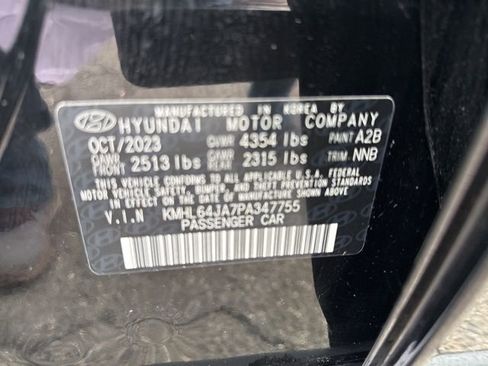 MANUFACTURED IN KOREA BY
HYUNDAI MOTOR COMPANY
OCT/2023 GVWR 4354 lbs PAINT A2B
GAWR FRONT 2513 lbs GAWR REAR 2315 lbs TRIM NNB
THIS VEHICLE CONFORMS TO ALL APPLICABLE FEDERAL
MOTOR VEHICLE SAFETY, BUMPER, AND THEFT PREVENTION STANDARDS
IN EFFECT ON THE DATE OF MANUFACTURE SHOWN ABOVE.
V.I.N KMHL64JA7PA347755
PASSENGER CAR